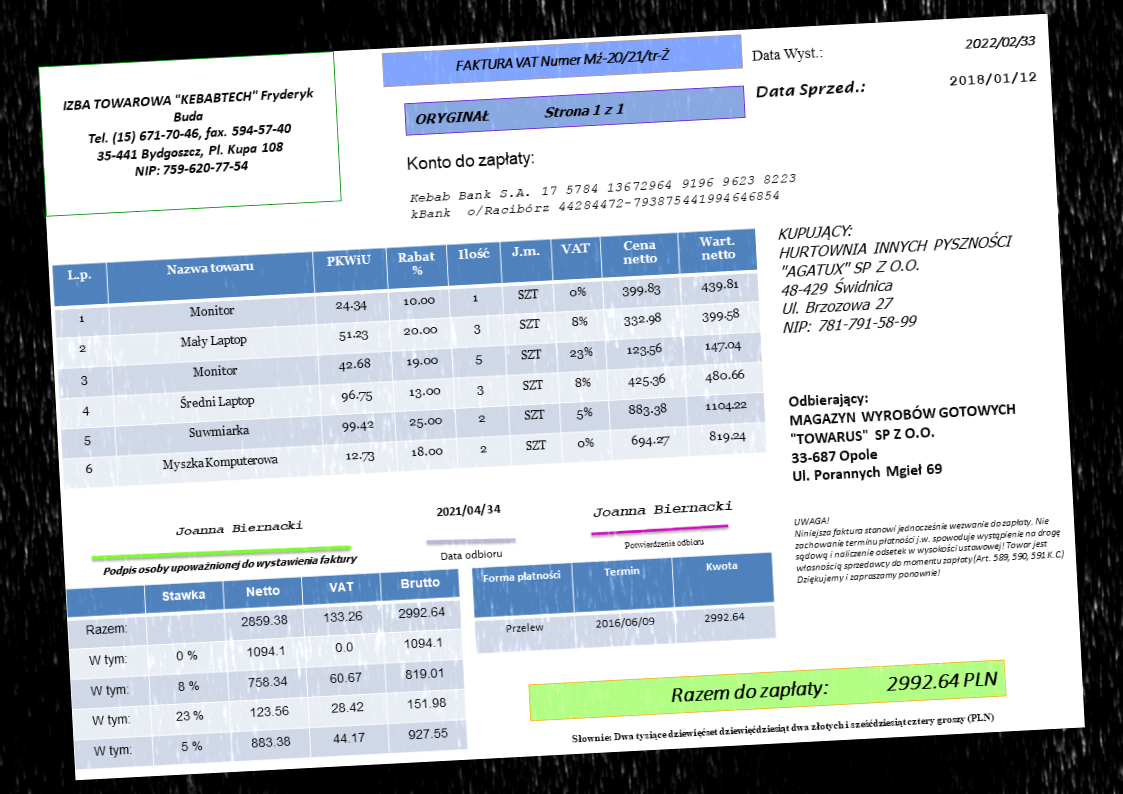 IZBA TOWAROWA "KEBABTECH" Fryderyk
Buda
Tel. (15) 671-70-46, fax. 594-57-40
35-441 Bydgoszcz, Pl. Kupa 108
NIP: 759-620-77-54
FAKTURA VAT Numer Mź-20/21/tr-Ż
ORYGINAŁ Strona 1 z 1
Data Wyst.: 2022/02/33
Data Sprzed.: 2018/01/12
Konto do zapłaty:
Kebab Bank S.A. 17 5784 13672964 9196 9623 8223
kBank o/Racibórz 44284472-793875441994646854
KUPUJĄCY:
HURTOWNIA INNYCH PYSZNOŚCI
"AGATUX" SP Z O.O.
48-429 Świdnica
Ul. Brzozowa 27
NIP: 781-791-58-99
L.p. Nazwa towaru PKWiU Rabat % Ilość J.m. VAT Cena netto Wart. netto
1 Monitor 24.34 10.00 1 SZT 0% 399.83 439.81
2 Mały Laptop 51.23 20.00 3 SZT 8% 332.98 399.58
3 Monitor 42.68 19.00 5 SZT 23% 123.56 147.04
4 Średni Laptop 96.75 13.00 3 SZT 8% 425.36 480.66
5 Suwmiarka 99.42 25.00 2 SZT 5% 883.38 1104.22
6 Myszka Komputerowa 12.73 18.00 2 SZT 0% 694.27 819.24
Odbierający:
MAGAZYN WYROBÓW GOTOWYCH
"TOWARUS" SP Z O.O.
33-687 Opole
Ul. Porannych Mgieł 69
Joanna Biernacki
Podpis osoby upoważnionej do wystawienia faktury
2021/04/34
Data odbioru
Joanna Biernacki
Potwierdzenie odbioru
UWAGA!
Niniejsza faktura stanowi jednocześnie wezwanie do zapłaty. Nie
zachowanie terminu płatności j.w. spowoduje wystąpienie na drogę
sądową i naliczenie odsetek w wysokości ustawowej! Towar jest
własnością sprzedawcy do momentu zapłaty (Art. 589, 590, 591 K.C.)
Dziękujemy i zapraszamy ponownie!
Stawka Netto VAT Brutto
Razem: 2859.38 133.26 2992.64
W tym: 0 % 1094.1 0.0 1094.1
W tym: 8 % 758.34 60.67 819.01
W tym: 23 % 123.56 28.42 151.98
W tym: 5 % 883.38 44.17 927.55
Forma płatności Termin Kwota
Przelew 2016/06/09 2992.64
Razem do zapłaty: 2992.64 PLN
Słownie: Dwa tysiące dziewięćset dziewięćdziesiąt dwa złotych i sześćdziesiąt cztery groszy (PLN)